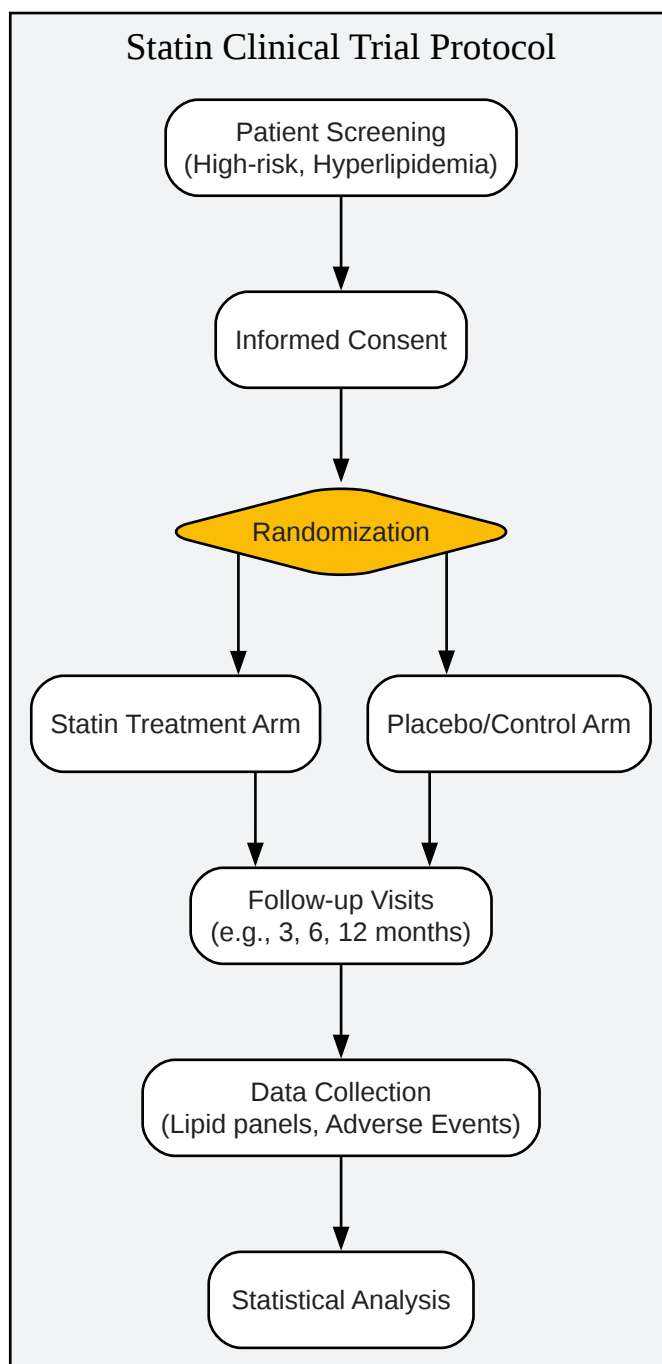 Statin Clinical Trial Protocol
Patient Screening
(High-risk, Hyperlipidemia)
Informed Consent
Randomization
Statin Treatment Arm
Placebo/Control Arm
Follow-up Visits
(e.g., 3, 6, 12 months)
Data Collection
(Lipid panels, Adverse Events)
Statistical Analysis